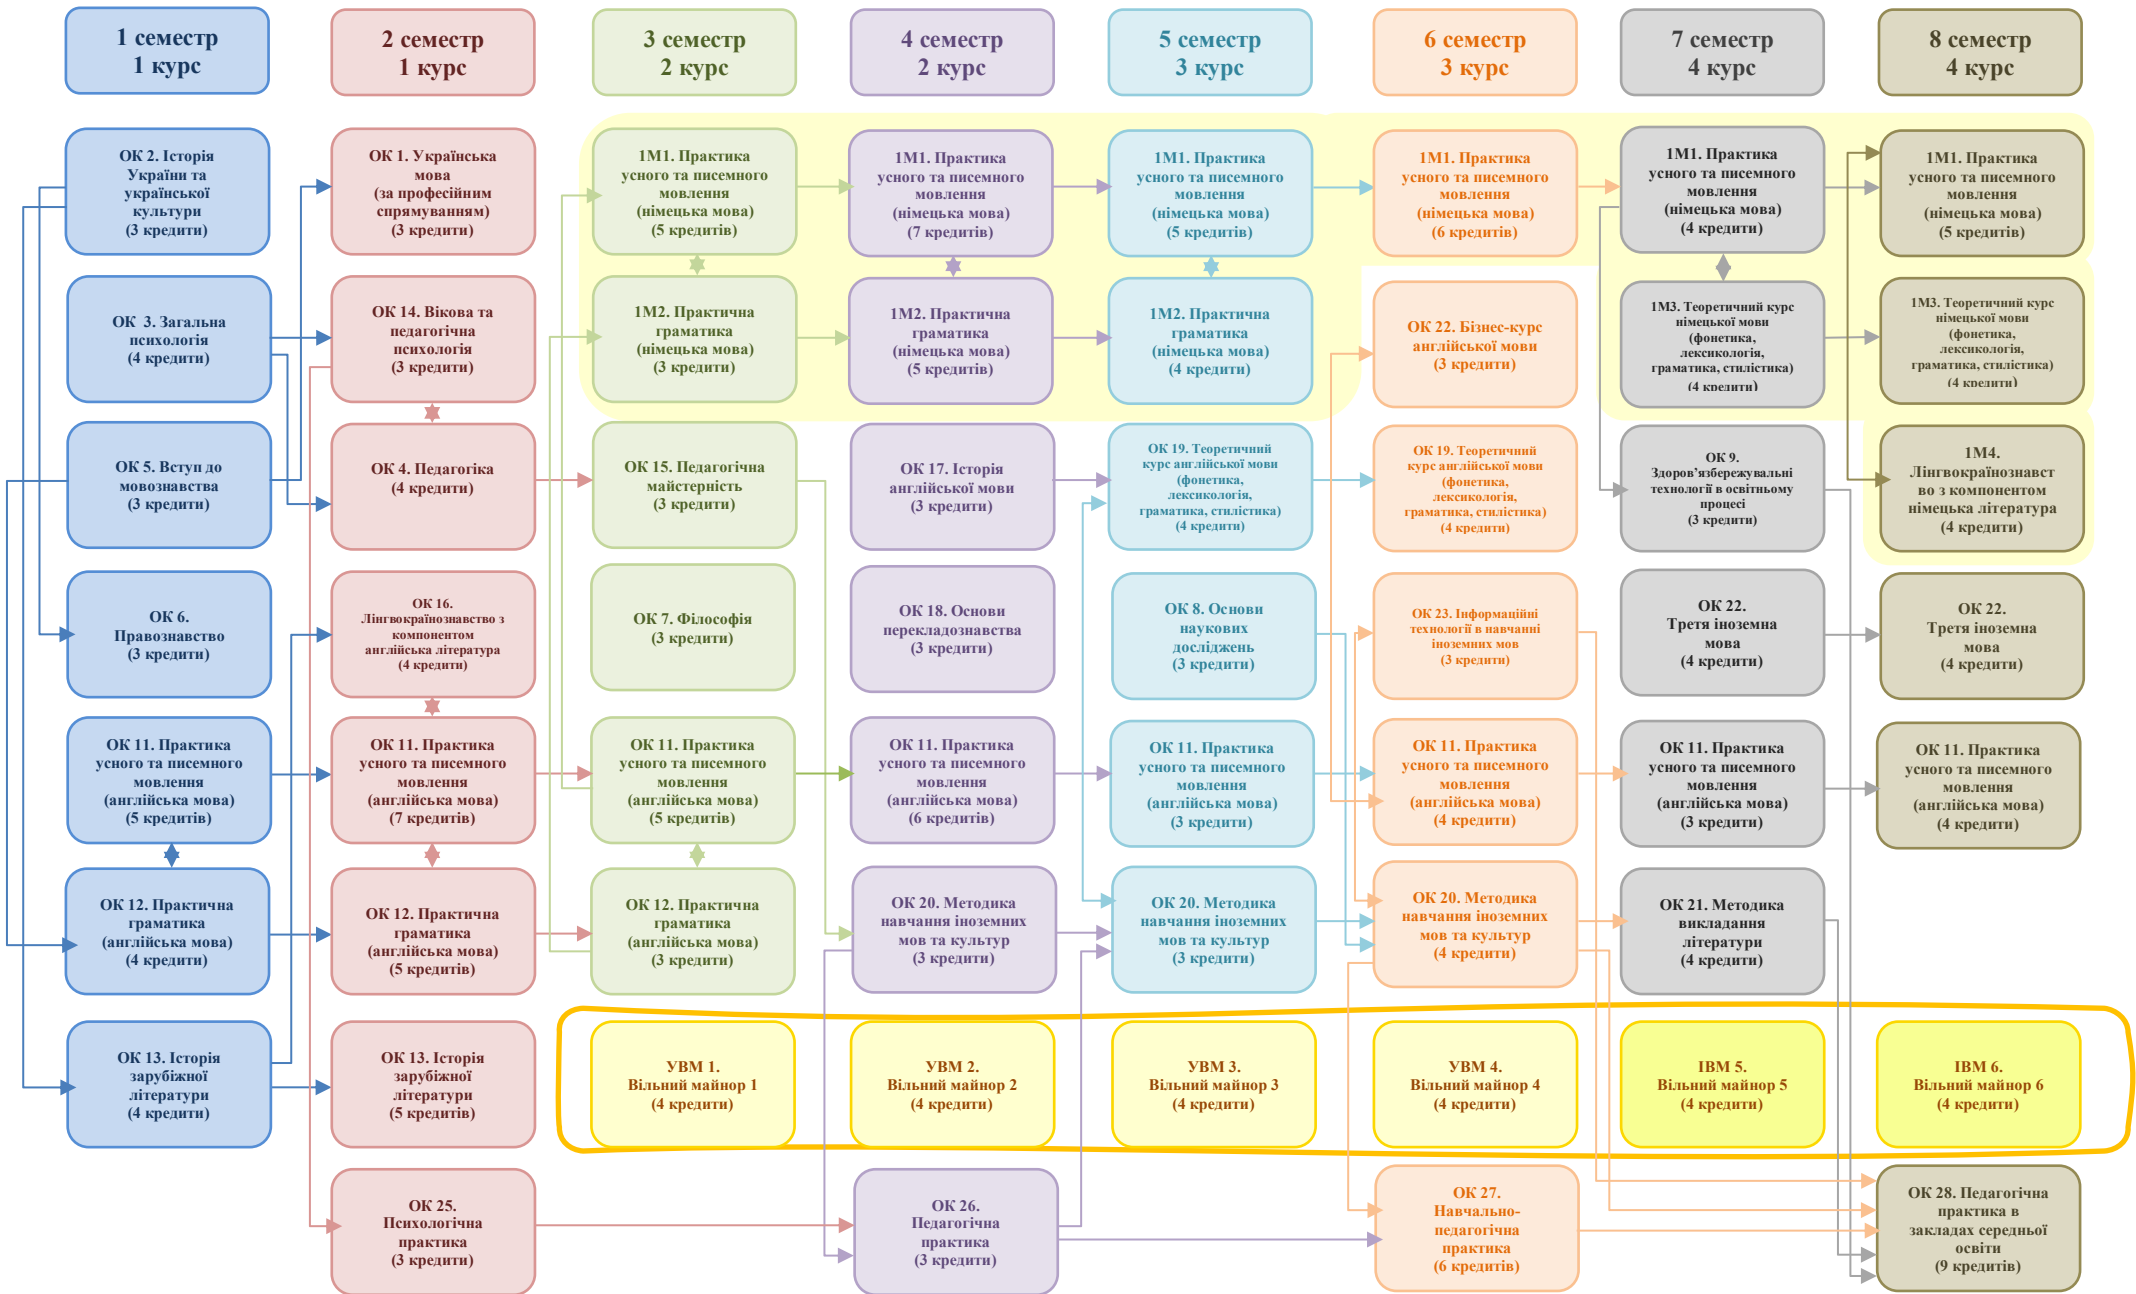 1 семестр
1 курс
2 семестр
1 курс
3 семестр
2 курс
4 семестр
2 курс
5 семестр
3 курс
6 семестр
3 курс
7 семестр
4 курс
8 семестр
4 курс
ОК 2. Історія
України та
української
культури
(3 кредити)
ОК 1. Українська
мова
(за професійним
спрямуванням)
(3 кредити)
1М1. Практика
усного та писемного
мовлення
(німецька мова)
(5 кредитів)
1М1. Практика
усного та писемного
мовлення
(німецька мова)
(7 кредитів)
1М1. Практика
усного та писемного
мовлення
(німецька мова)
(5 кредитів)
1М1. Практика
усного та писемного
мовлення
(німецька мова)
(6 кредитів)
1М1. Практика
усного та писемного
мовлення
(німецька мова)
(4 кредити)
1М1. Практика
усного та писемного
мовлення
(німецька мова)
(5 кредитів)
ОК 3. Загальна
психологія
(4 кредити)
ОК 14. Вікова та
педагогічна
психологія
(3 кредити)
1М2. Практична
граматика
(німецька мова)
(3 кредити)
1М2. Практична
граматика
(німецька мова)
(5 кредитів)
1М2. Практична
граматика
(німецька мова)
(4 кредити)
ОК 22. Бізнес-курс
англійської мови
(3 кредити)
1М3. Теоретичний курс
німецької мови
(фонетика,
лексикологія,
граматика, стилістика)
(4 кредити)
1М3. Теоретичний курс
німецької мови
(фонетика,
лексикологія,
граматика, стилістика)
(4 кредити)
ОК 5. Вступ до
мовознавства
(3 кредити)
ОК 4. Педагогіка
(4 кредити)
ОК 15. Педагогічна
майстерність
(3 кредити)
ОК 17. Історія
англійської мови
(3 кредити)
ОК 19. Теоретичний
курс англійської мови
(фонетика,
лексикологія,
граматика, стилістика)
(4 кредити)
ОК 19. Теоретичний
курс англійської мови
(фонетика,
лексикологія,
граматика, стилістика)
(4 кредити)
ОК 9.
Здоров’язбережувальні
технології в освітньому
процесі
(3 кредити)
1М4.
Лінгвокраїнознавст
во з компонентом
німецька література
(4 кредити)
ОК 6.
Правознавство
(3 кредити)
ОК 16.
Лінгвокраїнознавство з
компонентом
англійська література
(4 кредити)
ОК 7. Філософія
(3 кредити)
ОК 18. Основи
перекладознавства
(3 кредити)
ОК 8. Основи
наукових
досліджень
(3 кредити)
ОК 23. Інформаційні
технології в навчанні
іноземних мов
(3 кредити)
ОК 22.
Третя іноземна
мова
(4 кредити)
ОК 22.
Третя іноземна
мова
(4 кредити)
ОК 11. Практика
усного та писемного
мовлення
(англійська мова)
(5 кредитів)
ОК 11. Практика
усного та писемного
мовлення
(англійська мова)
(7 кредитів)
ОК 11. Практика
усного та писемного
мовлення
(англійська мова)
(5 кредитів)
ОК 11. Практика
усного та писемного
мовлення
(англійська мова)
(6 кредитів)
ОК 11. Практика
усного та писемного
мовлення
(англійська мова)
(3 кредити)
ОК 11. Практика
усного та писемного
мовлення
(англійська мова)
(4 кредити)
ОК 11. Практика
усного та писемного
мовлення
(англійська мова)
(3 кредити)
ОК 11. Практика
усного та писемного
мовлення
(англійська мова)
(4 кредити)
ОК 12. Практична
граматика
(англійська мова)
(4 кредити)
ОК 12. Практична
граматика
(англійська мова)
(5 кредитів)
ОК 12. Практична
граматика
(англійська мова)
(3 кредити)
ОК 20. Методика
навчання іноземних
мов та культур
(3 кредити)
ОК 20. Методика
навчання іноземних
мов та культур
(3 кредити)
ОК 20. Методика
навчання іноземних
мов та культур
(4 кредити)
ОК 21. Методика
викладання
літератури
(4 кредити)
ОК 13. Історія
зарубіжної
літератури
(4 кредити)
ОК 13. Історія
зарубіжної
літератури
(5 кредитів)
УВМ 1.
Вільний майнор 1
(4 кредити)
УВМ 2.
Вільний майнор 2
(4 кредити)
УВМ 3.
Вільний майнор 3
(4 кредити)
УВМ 4.
Вільний майнор 4
(4 кредити)
ІВМ 5.
Вільний майнор 5
(4 кредити)
ІВМ 6.
Вільний майнор 6
(4 кредити)
ОК 25.
Психологічна
практика
(3 кредити)
ОК 26.
Педагогічна
практика
(3 кредити)
ОК 27.
Навчально-
педагогічна
практика
(6 кредитів)
ОК 28. Педагогічна
практика в
закладах середньої
освіти
(9 кредитів)